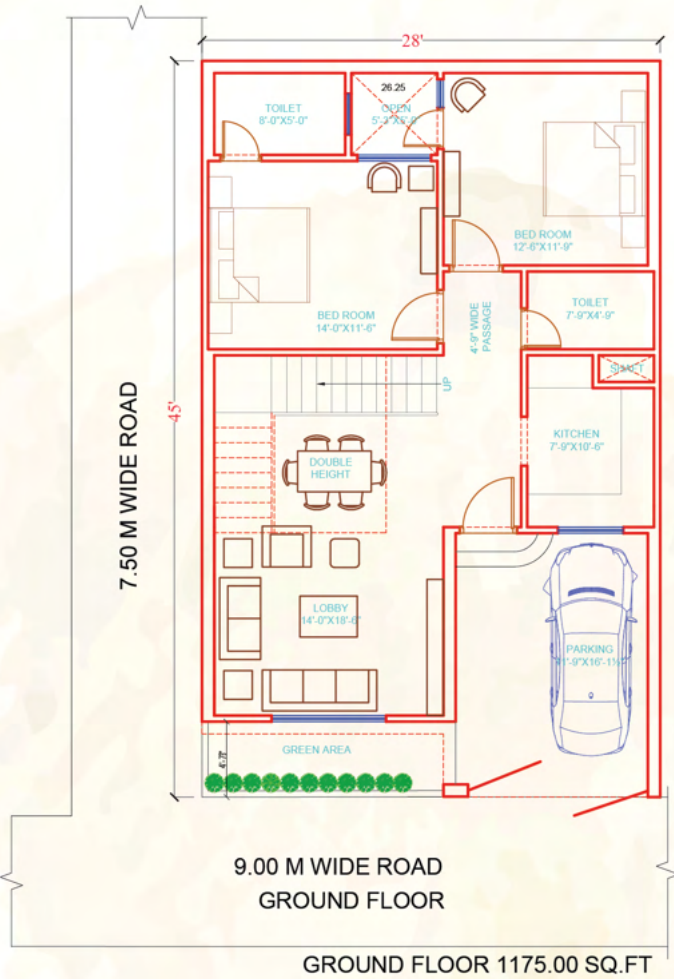 28'
26.25
TOILET
8'-0"X5'-0"
OPEN
BED ROOM
12'-6"X11'-9"
BED ROOM
14'-0"X11'-6"
TOILET
7'-9"X4'-9"
4'-9" WIDE
PASSAGE
SHAFT
UP
45'
7.50 M WIDE ROAD
KITCHEN
7'-9"X10'-6"
DOUBLE
HEIGHT
LOBBY
14'-0"X18'-6"
PARKING
GREEN AREA
9.00 M WIDE ROAD
GROUND FLOOR
GROUND FLOOR 1175.00 SQ.FT